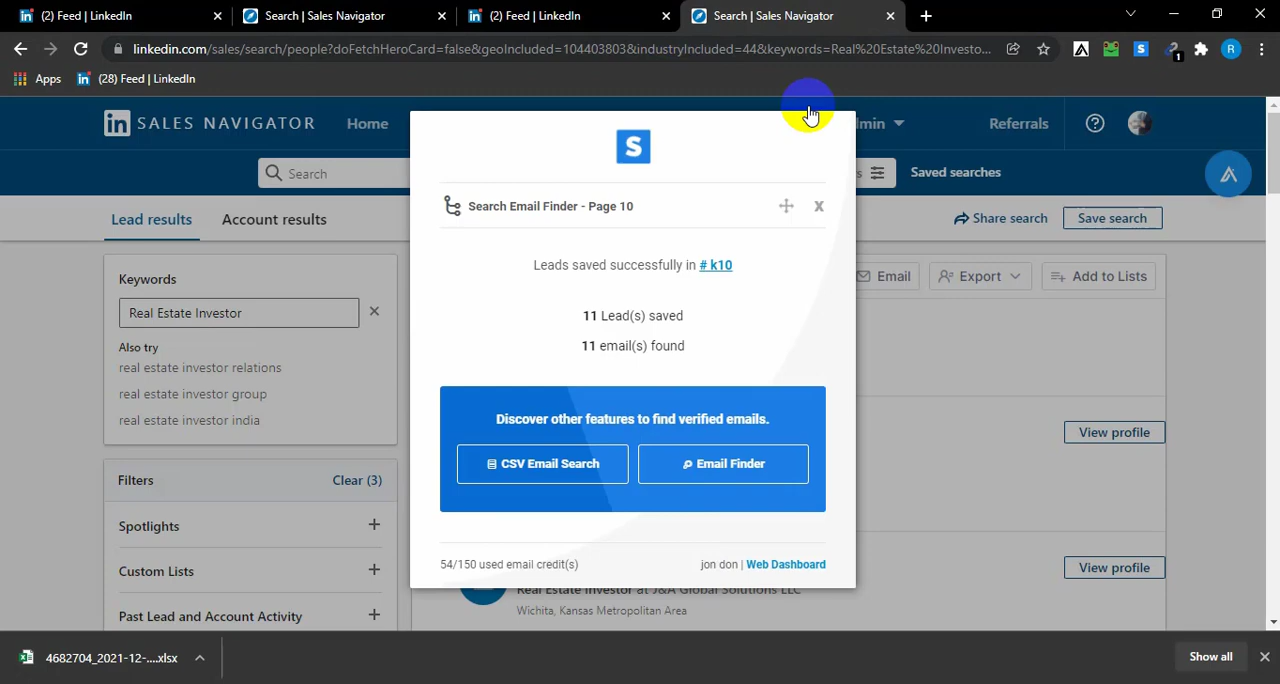 (2) Feed | LinkedIn
Search | Sales Navigator
(2) Feed | LinkedIn
Search | Sales Navigator
linkedin.com/sales/search/people?doFetchHeroCard=false&geoIncluded=104403803&industryIncluded=44&keywords=Real%20Estate%20Investo...
1
R
Apps
(28) Feed | LinkedIn
in SALES NAVIGATOR
Home
dmin
Referrals
Search
s
Saved searches
Lead results
Account results
Share search
Save search
S
Search Email Finder - Page 10
X
Leads saved successfully in # k10
11 Lead(s) saved
11 email(s) found
Discover other features to find verified emails.
CSV Email Search
Email Finder
54/150 used email credit(s)
jon don | Web Dashboard
Keywords
Real Estate Investor
Also try
real estate investor relations
real estate investor group
real estate investor india
Filters
Clear (3)
Spotlights
Custom Lists
Past Lead and Account Activity
Email
Export
Add to Lists
View profile
View profile
Real Estate Investor at J&A Global Solutions LLC
Wichita, Kansas Metropolitan Area
4682704_2021-12-....xlsx
Show all